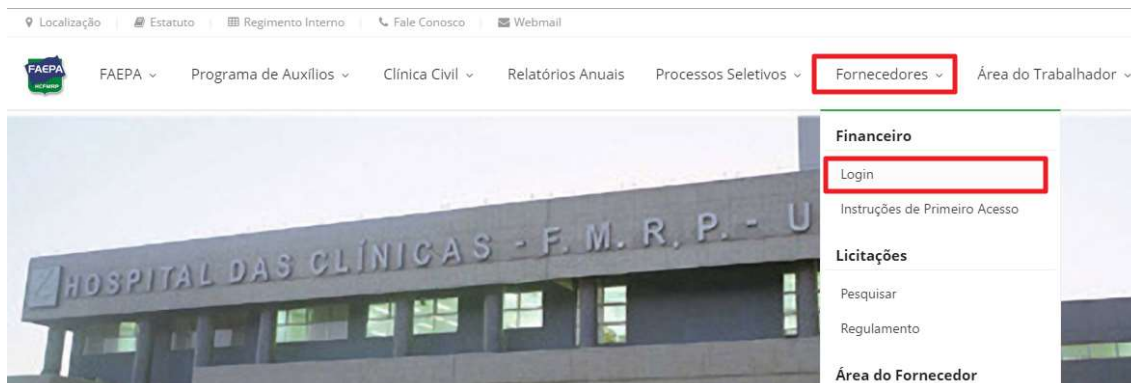 Localização Estatuto Regimento Interno Fale Conosco Webmail
FAEPA
HCFMRP
FAEPA Programa de Auxílios Clínica Civil Relatórios Anuais Processos Seletivos Fornecedores Área do Trabalhador
Financeiro
Login
Instruções de Primeiro Acesso
Licitações
Pesquisar
Regulamento
Área do Fornecedor
HOSPITAL DAS CLÍNICAS - F. M. R. P. - U